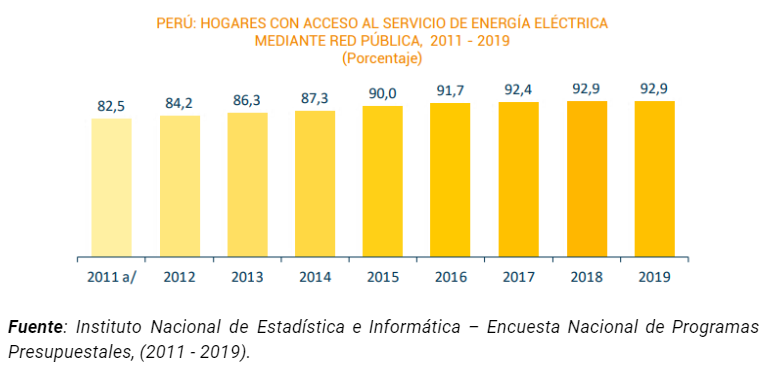 PERÚ: HOGARES CON ACCESO AL SERVICIO DE ENERGÍA ELÉCTRICA
MEDIANTE RED PÚBLICA, 2011 - 2019
(Porcentaje)
82,5 84,2 86,3 87,3 90,0 91,7 92,4 92,9 92,9
2011 a/ 2012 2013 2014 2015 2016 2017 2018 2019
Fuente: Instituto Nacional de Estadística e Informática – Encuesta Nacional de Programas
Presupuestales, (2011 - 2019).